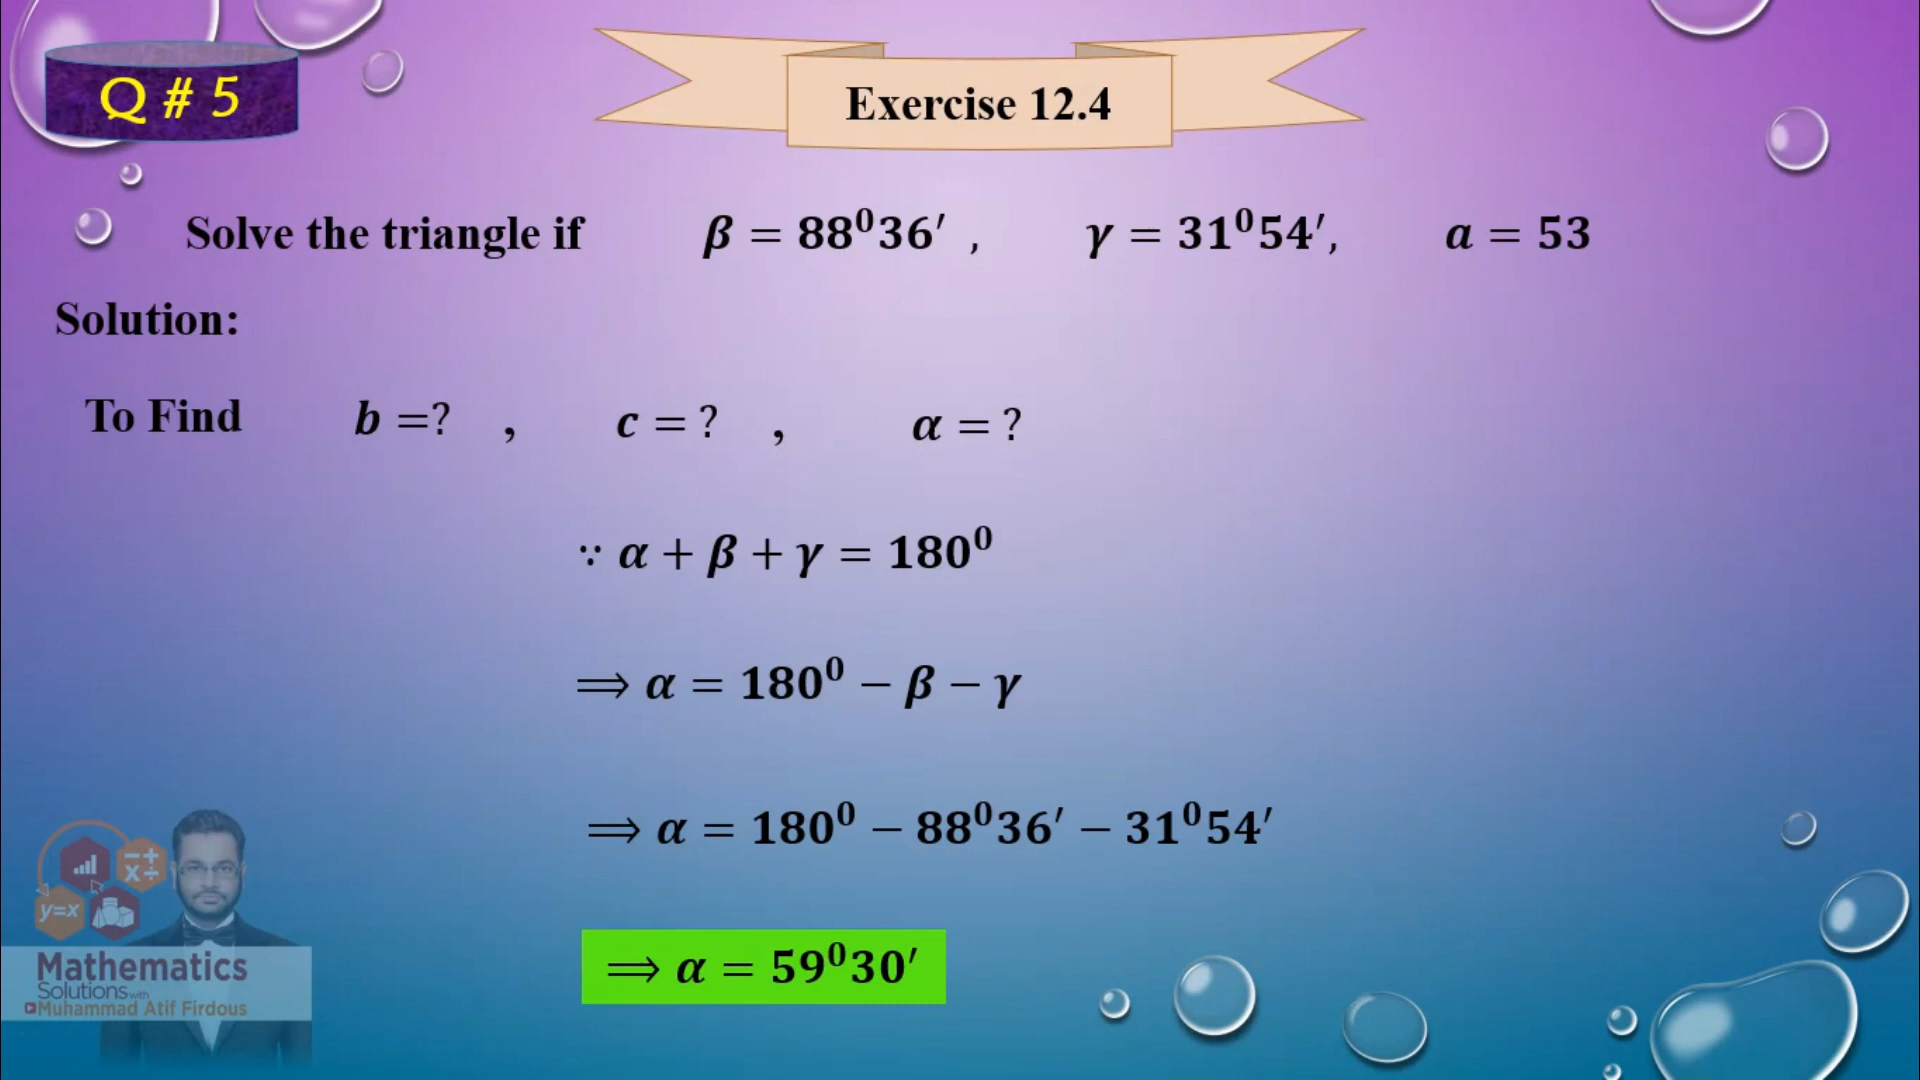 Q # 5
Exercise 12.4
Solve the triangle if β = 88⁰36′ , γ = 31⁰54′, a = 53
Solution:
To Find b =? , c = ? , α = ?
∵ α + β + γ = 180⁰
⟹ α = 180⁰ − β − γ
⟹ α = 180⁰ − 88⁰36′ − 31⁰54′
⟹ α = 59⁰30′
y=x
Mathematics
Solutions with
Muhammad Atif Firdous